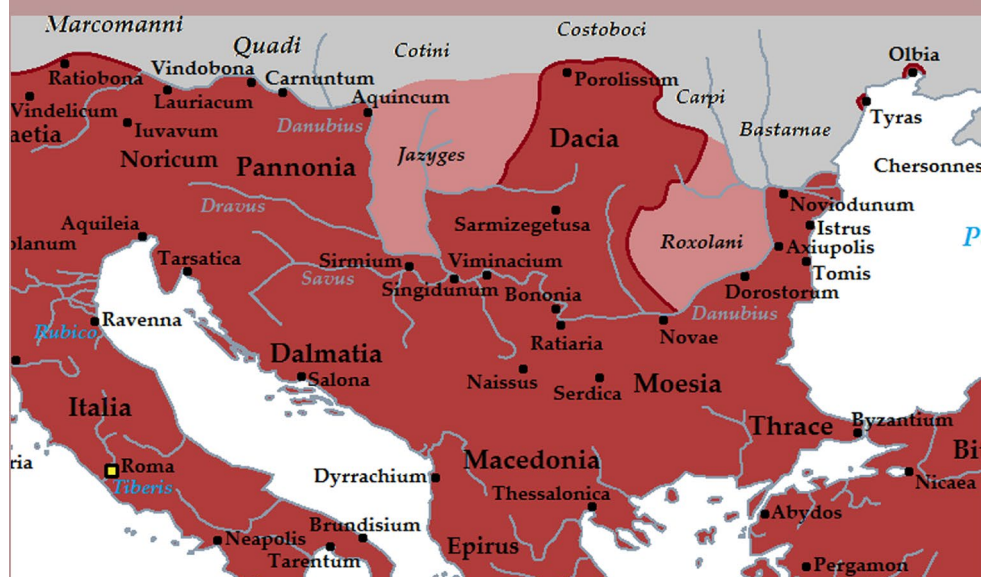 Marcomanni
Quadi
Cotini
Costoboci
Olbia
Ratiobona
Vindobona
Carnuntum
Porolissum
Vindelicum
Lauriacum
Aquincum
Carpi
Tyras
aetia
Iuvavum
Danubius
Dacia
Bastarnae
Noricum
Pannonia
Jazyges
Chersonnes
Dravus
Noviodunum
Aquileia
Sarmizegetusa
Istrus
olanum
Roxolani
Axiupolis
P
Tarsatica
Sirmium
Viminacium
Tomis
Savus
Singidunum
Bononia
Dorostorum
Danubius
Rubico
Ravenna
Ratiaria
Novae
Dalmatia
Salona
Naissus
Serdica
Moesia
Italia
Thrace
Byzantium
Roma
Macedonia
Bi
ria
Tiberis
Dyrrachium
Thessalonica
Nicaea
Abydos
Brundisium
Neapolis
Epirus
Tarentum
Pergamon